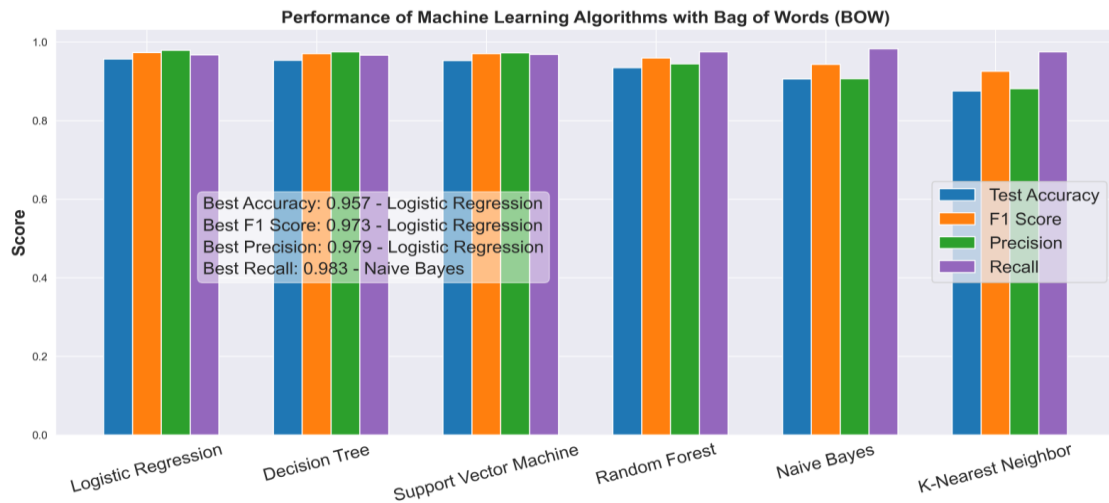 Performance of Machine Learning Algorithms with Bag of Words (BOW)
1.0
0.8
0.6
0.4
0.2
0.0
Score
Best Accuracy: 0.957 - Logistic Regression
Best F1 Score: 0.973 - Logistic Regression
Best Precision: 0.979 - Logistic Regression
Best Recall: 0.983 - Naive Bayes
Test Accuracy
F1 Score
Precision
Recall
Logistic Regression
Decision Tree
Support Vector Machine
Random Forest
Naive Bayes
K-Nearest Neighbor